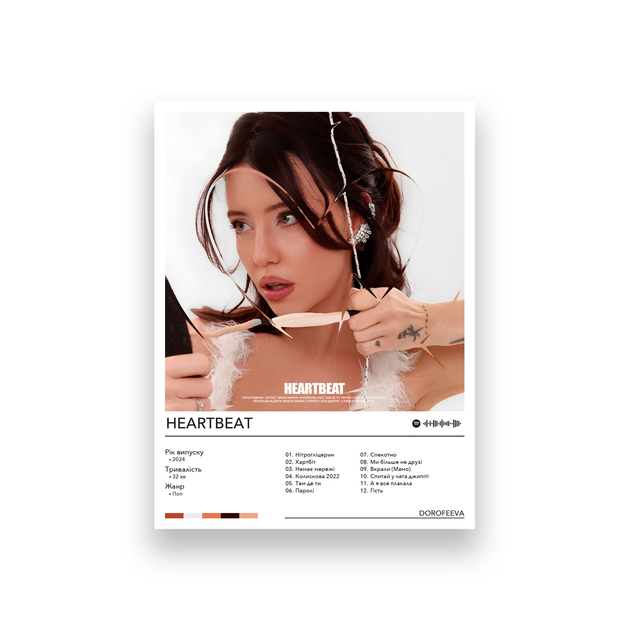 HEARTBEAT
HEARTBEAT
Рік випуску
• 2024
Тривалість
• 32 хв
Жанр
• Поп
01. Нітрогліцерин
02. Хартбіт
03. Немає мережі
04. Колискова 2022
05. Там де ти
06. Паролі
07. Спекотно
08. Ми більше не друзі
09. Вкрали (Мамо)
10. Спитай у чата джипіті
11. А я все плакала
12. Гість
DOROFEEVA